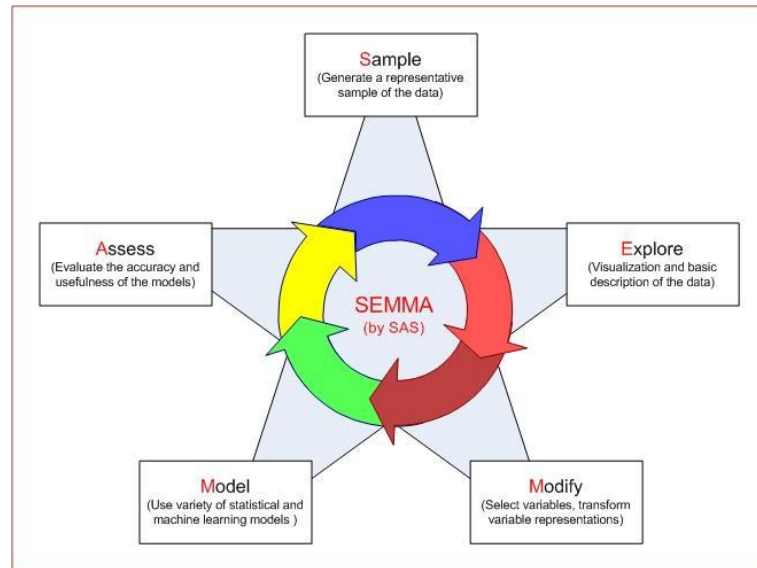 Sample
(Generate a representative
sample of the data)
Assess
(Evaluate the accuracy and
usefulness of the models)
Explore
(Visualization and basic
description of the data)
SEMMA
(by SAS)
Model
(Use variety of statistical and
machine learning models )
Modify
(Select variables, transform
variable representations)